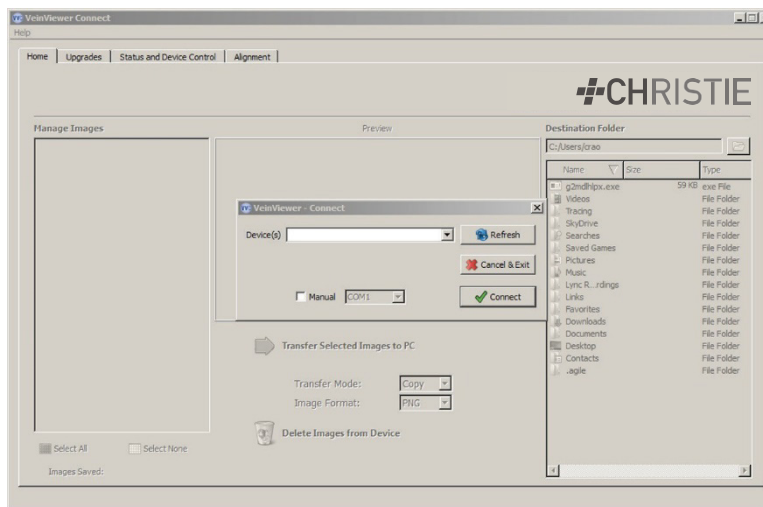 VeinViewer Connect
Help
Home Upgrades Status and Device Control Alignment
CHRISTIE
Manage Images
Preview
Destination Folder
C:/Users/crao
Name Size Type
g2mdlhlpx.exe 59 KB exe File
Videos File Folder
Tracing File Folder
SkyDrive File Folder
Searches File Folder
Saved Games File Folder
Pictures File Folder
Music File Folder
Lync R...rdings File Folder
Links File Folder
Favorites File Folder
Downloads File Folder
Documents File Folder
Desktop File Folder
Contacts File Folder
.agile File Folder
VeinViewer - Connect
Device(s)
Refresh
Cancel & Exit
Manual COM1
Connect
Transfer Selected Images to PC
Transfer Mode: Copy
Image Format: PNG
Delete Images from Device
Select All Select None
Images Saved: